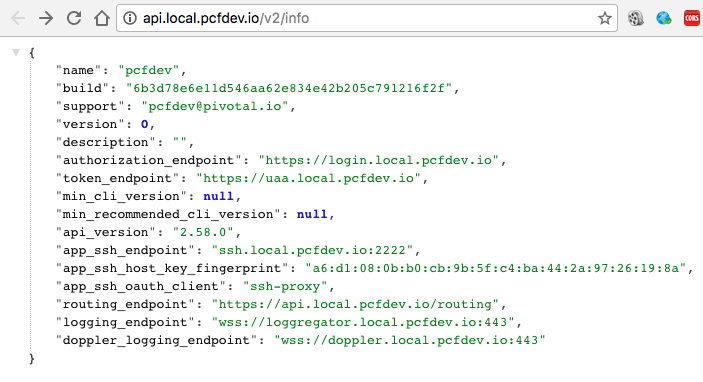 api.local.pcfdev.io/v2/info
CORS
{
"name": "pcfdev",
"build": "6b3d78e6e11d546aa62e834e42b205c791216f2f",
"support": "pcfdev@pivotal.io",
"version": 0,
"description": "",
"authorization_endpoint": "https://login.local.pcfdev.io",
"token_endpoint": "https://uaa.local.pcfdev.io",
"min_cli_version": null,
"min_recommended_cli_version": null,
"api_version": "2.58.0",
"app_ssh_endpoint": "ssh.local.pcfdev.io:2222",
"app_ssh_host_key_fingerprint": "a6:d1:08:0b:b0:cb:9b:5f:c4:ba:44:2a:97:26:19:8a",
"app_ssh_oauth_client": "ssh-proxy",
"routing_endpoint": "https://api.local.pcfdev.io/routing",
"logging_endpoint": "wss://loggregator.local.pcfdev.io:443",
"doppler_logging_endpoint": "wss://doppler.local.pcfdev.io:443"
}